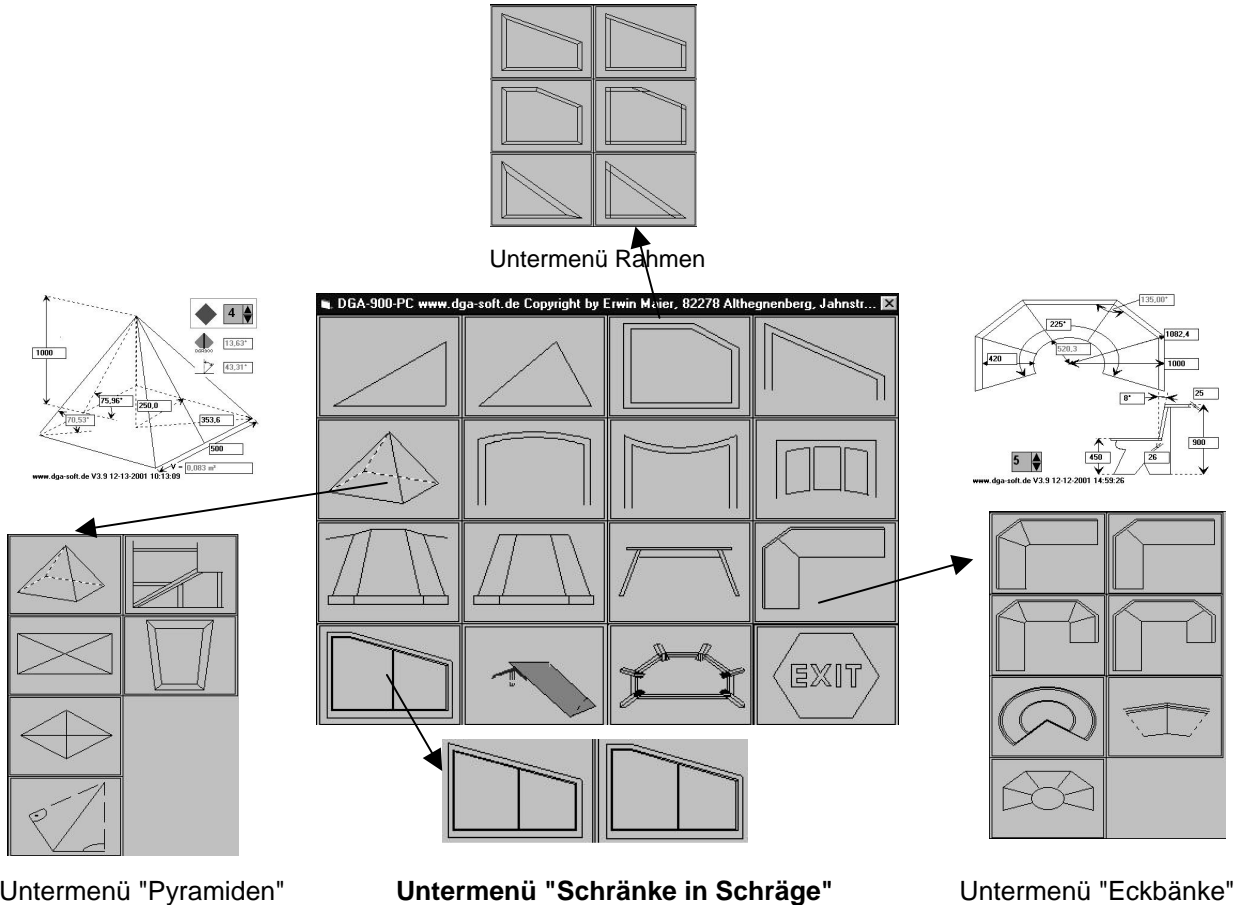 Untermenü Rahmen
DGA-900-PC www.dga-soft.de Copyright by Erwin Maier, 82278 Althegnenberg, Jahnstr...
4
13,63°
43,31°
1000
75,96°
250,0
70,53°
353,6
500
V = 0,083 m³
www.dga-soft.de V3.9 12-13-2001 10:13:09
135,00°
225°
1082,4
520,3
420
1000
8°
25
900
450
26
5
www.dga-soft.de V3.9 12-12-2001 14:59:26
EXIT
Untermenü "Pyramiden"
Untermenü "Schränke in Schräge"
Untermenü "Eckbänke"